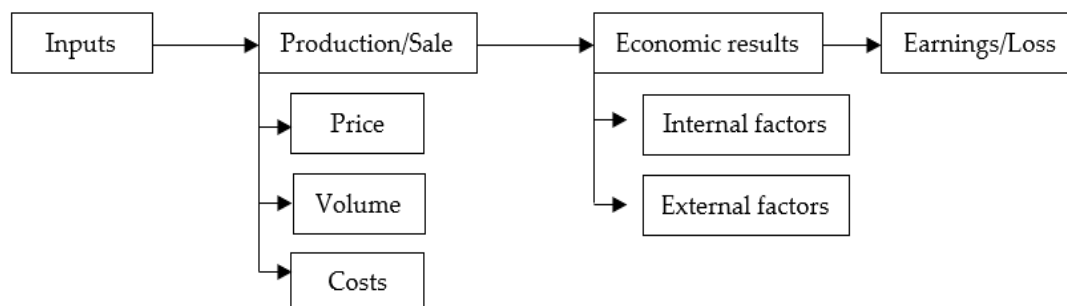 Inputs
Production/Sale
Economic results
Earnings/Loss
Price
Internal factors
Volume
External factors
Costs